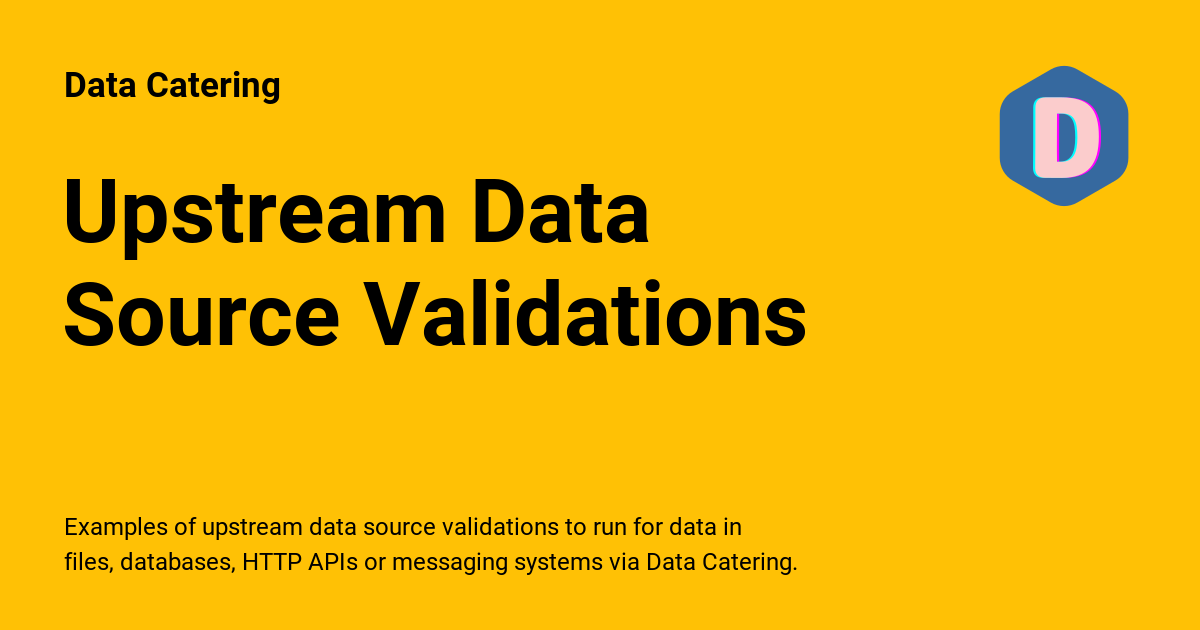 Data Catering
D
Upstream Data
Source Validations
Examples of upstream data source validations to run for data in
files, databases, HTTP APIs or messaging systems via Data Catering.